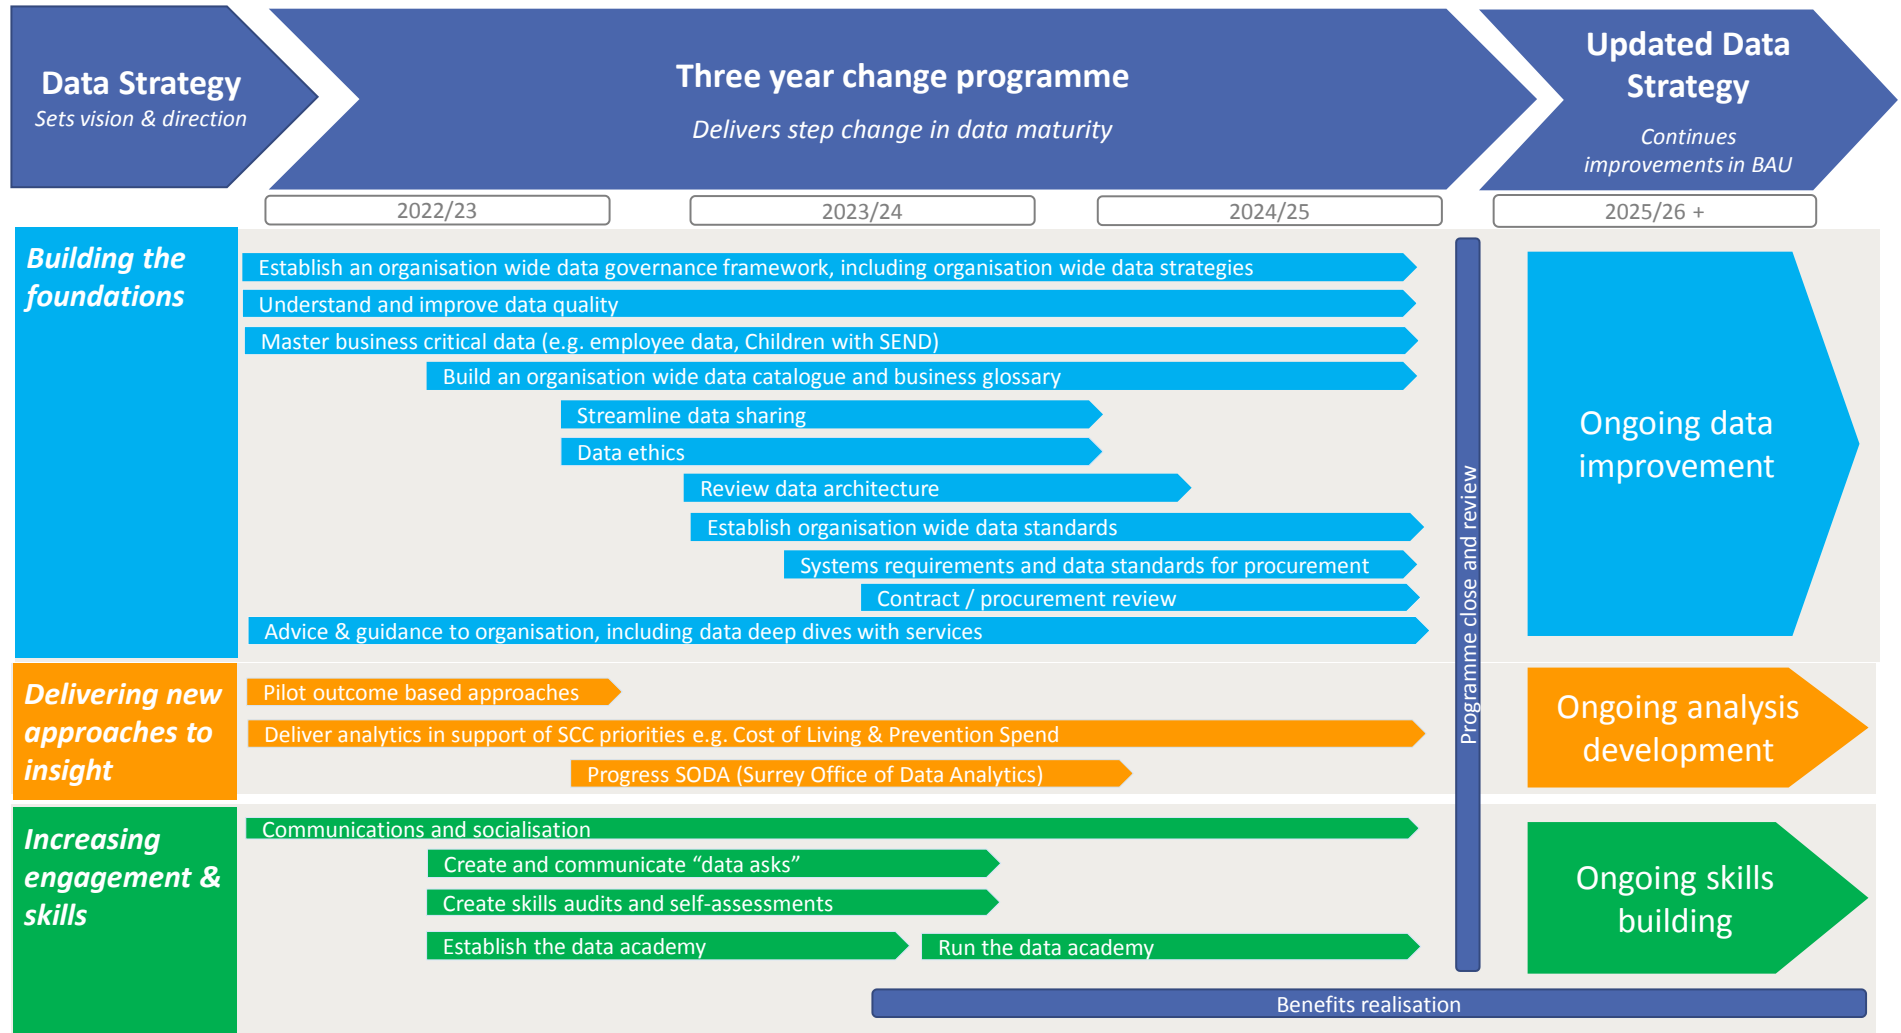 Data Strategy
Sets vision & direction
Three year change programme
Delivers step change in data maturity
Updated Data
Strategy
Continues
improvements in BAU
2022/23
2023/24
2024/25
2025/26 +
Building the
foundations
Establish an organisation wide data governance framework, including organisation wide data strategies
Understand and improve data quality
Master business critical data (e.g. employee data, Children with SEND)
Build an organisation wide data catalogue and business glossary
Streamline data sharing
Data ethics
Review data architecture
Establish organisation wide data standards
Systems requirements and data standards for procurement
Contract / procurement review
Advice & guidance to organisation, including data deep dives with services
Ongoing data
improvement
Programme close and review
Delivering new
approaches to
insight
Pilot outcome based approaches
Deliver analytics in support of SCC priorities e.g. Cost of Living & Prevention Spend
Progress SODA (Surrey Office of Data Analytics)
Ongoing analysis
development
Increasing
engagement &
skills
Communications and socialisation
Create and communicate “data asks”
Create skills audits and self-assessments
Establish the data academy
Run the data academy
Ongoing skills
building
Benefits realisation